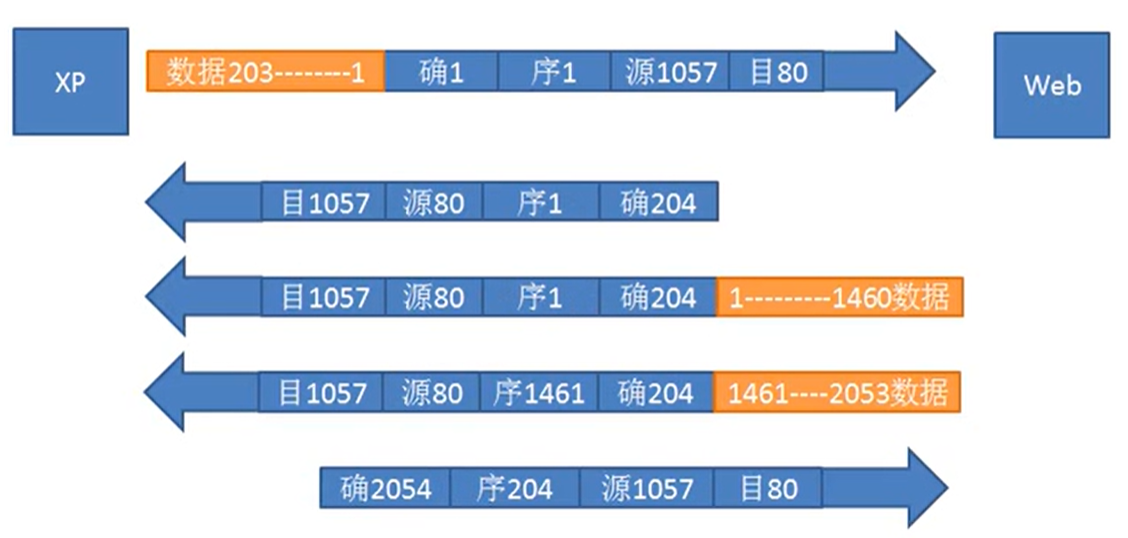 XP
数据203--------1 确1 序1 源1057 目80
Web
目1057 源80 序1 确204
目1057 源80 序1 确204 1---------1460数据
目1057 源80 序1461 确204 1461----2053数据
确2054 序204 源1057 目80